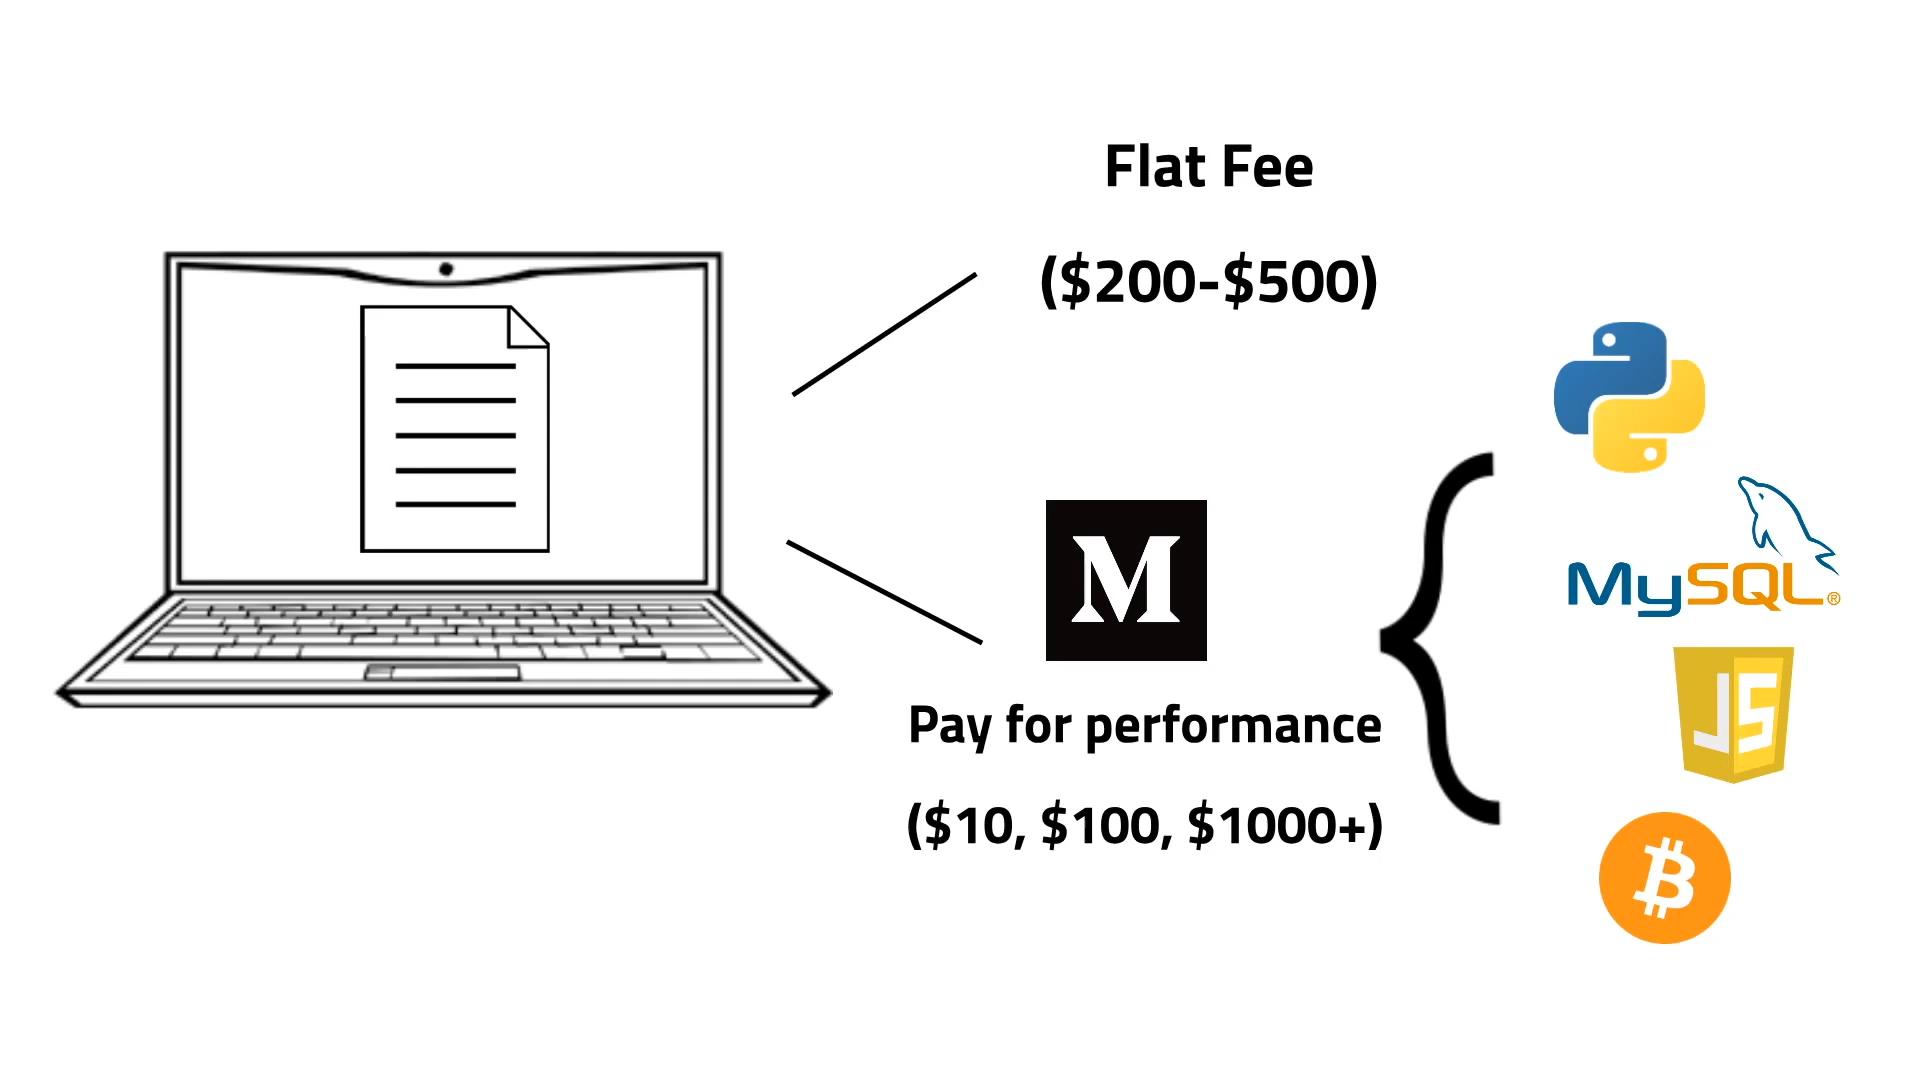 Flat Fee
($200-$500)
M
Pay for performance
($10, $100, $1000+)
MySQL®
JS
₿